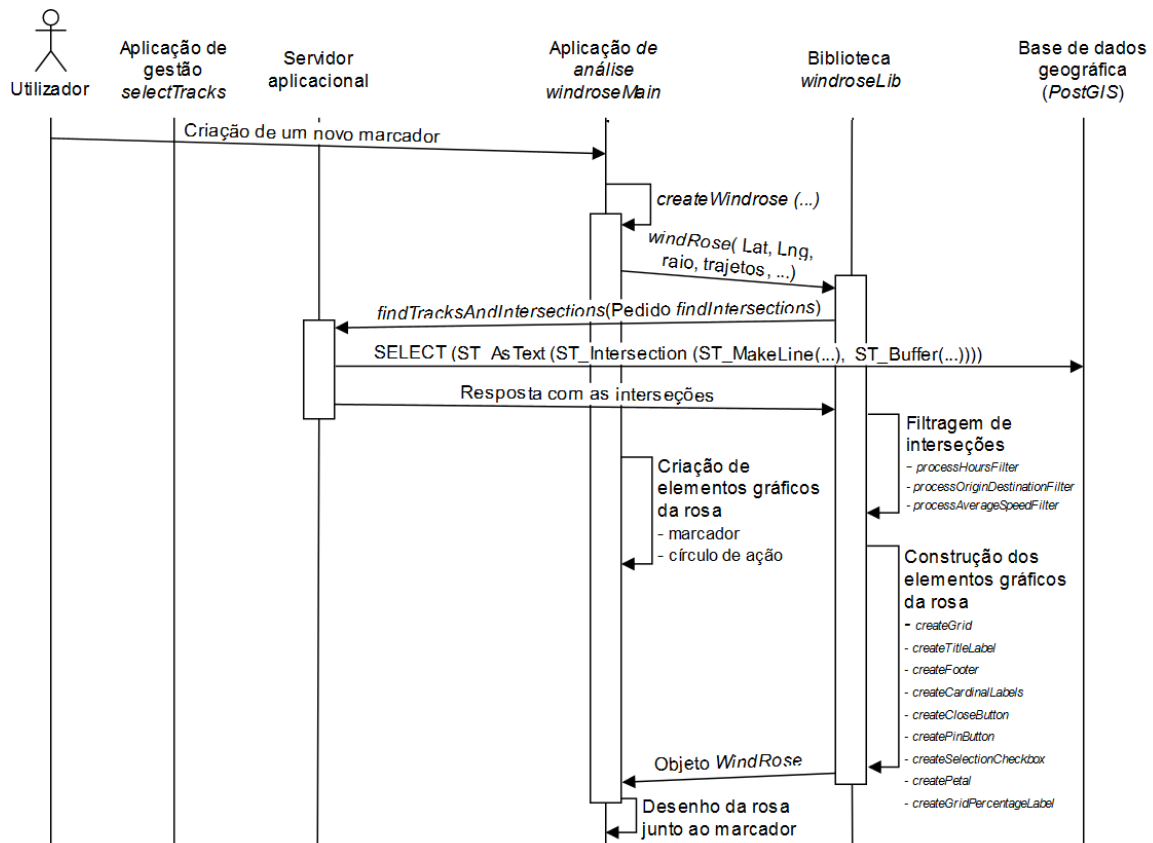 Utilizador
Aplicação de
gestão
selectTracks
Servidor
aplicacional
Aplicação de
análise
windroseMain
Biblioteca
windroseLib
Base de dados
geográfica
(PostGIS)
Criação de um novo marcador
createWindrose (...)
windRose( Lat, Lng,
raio, trajetos, ...)
findTracksAndIntersections(Pedido findIntersections)
SELECT (ST_AsText (ST_Intersection (ST_MakeLine(...), ST_Buffer(...))))
Resposta com as interseções
Filtragem de
interseções
- processHoursFilter
- processOriginDestinationFilter
- processAverageSpeedFilter
Criação de
elementos gráficos
da rosa
- marcador
- círculo de ação
Construção dos
elementos gráficos
da rosa
- createGrid
- createTitleLabel
- createFooter
- createCardinalLabels
- createCloseButton
- createPinButton
- createSelectionCheckbox
- createPetal
- createGridPercentageLabel
Objeto WindRose
Desenho da rosa
junto ao marcador